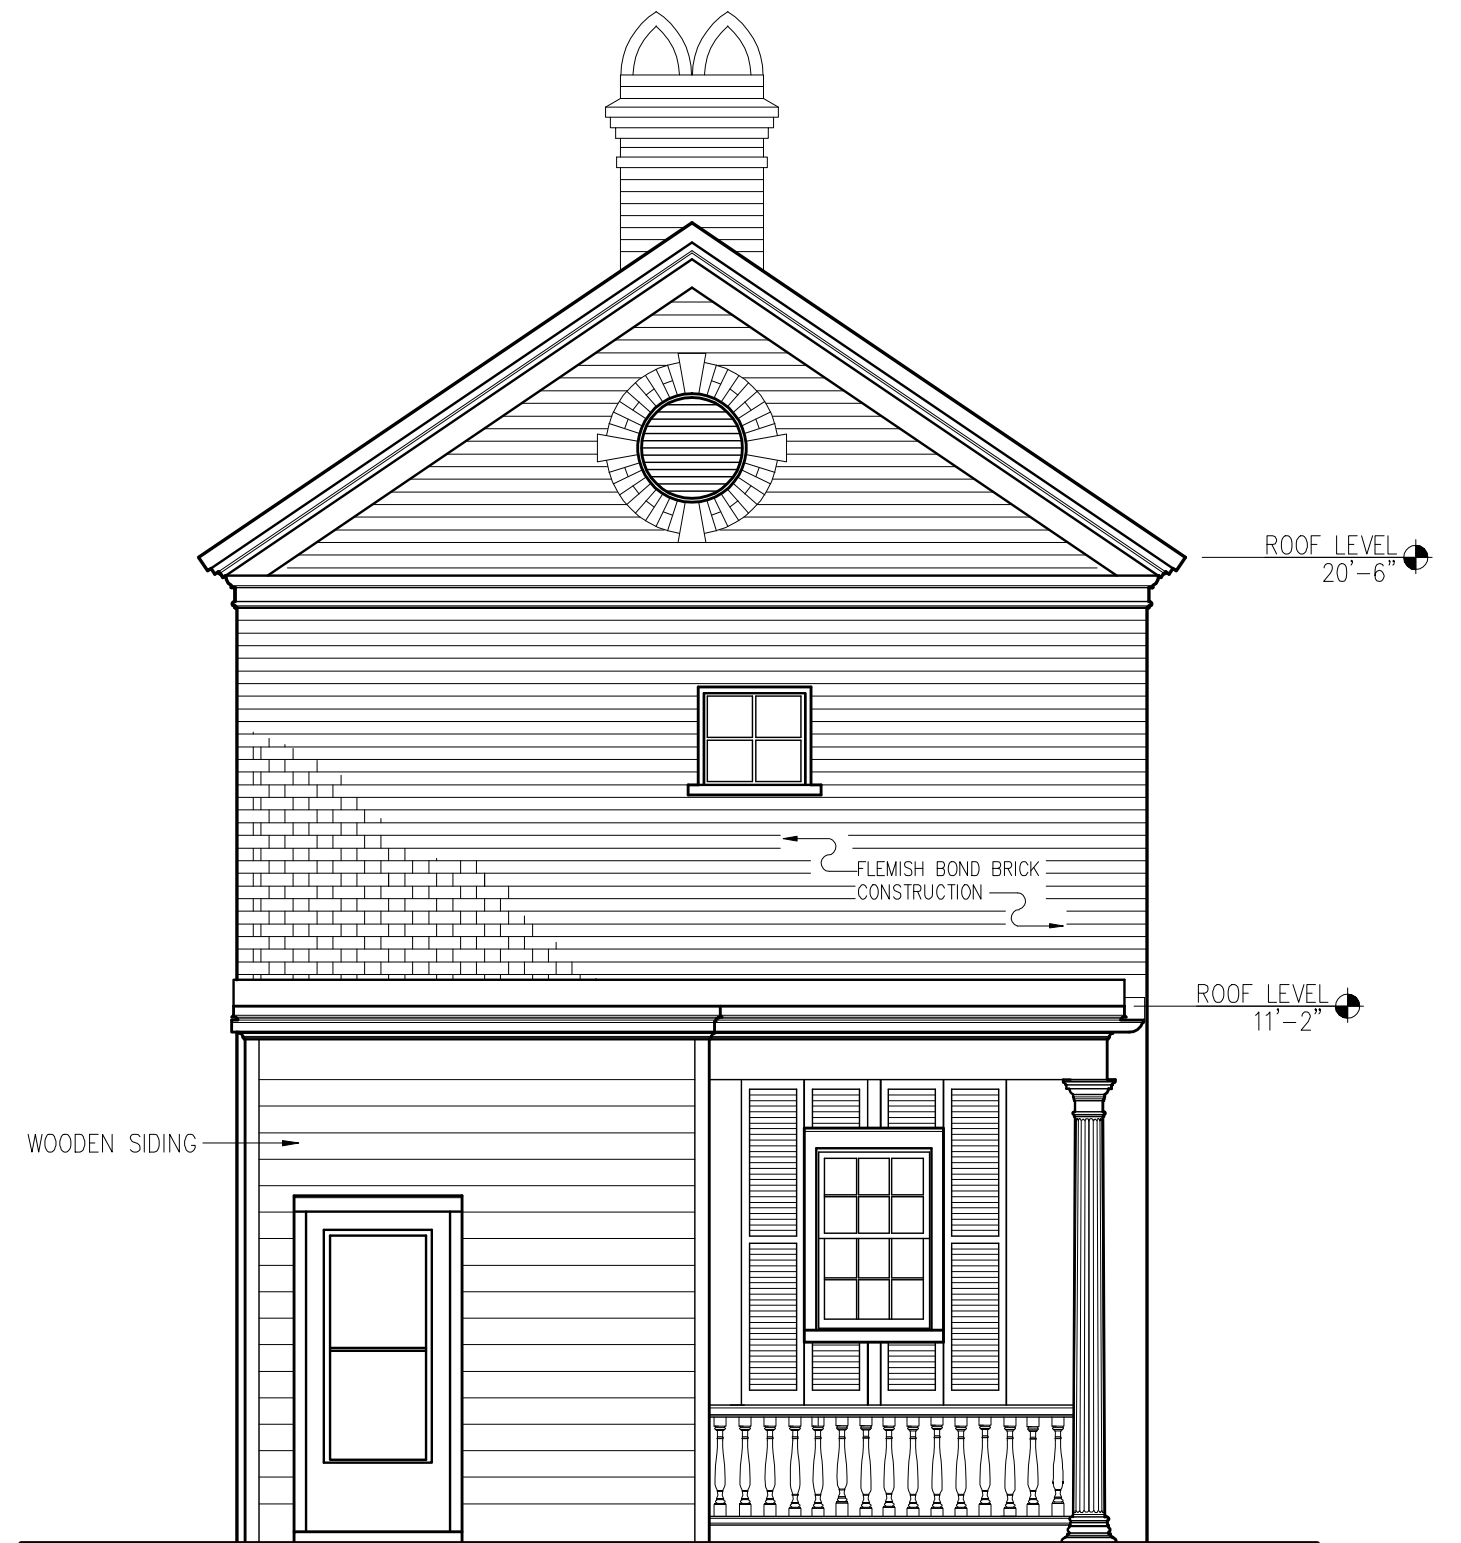 ROOF LEVEL
20'-6"
FLEMISH BOND BRICK
CONSTRUCTION
ROOF LEVEL
11'-2"
WOODEN SIDING